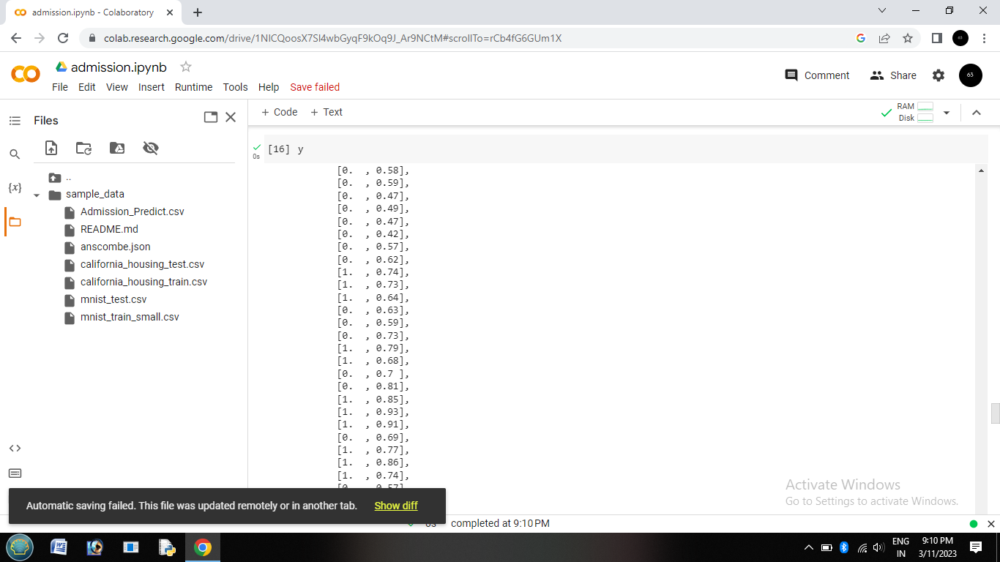 admission.ipynb - Colaboratory
colab.research.google.com/drive/1NlCQoosX7Sl4wbGyqF9kOq9J_Ar9NCtM#scrollTo=rCb4fG6GUm1X
admission.ipynb
File Edit View Insert Runtime Tools Help Save failed
Comment Share 63
Files
+ Code + Text
RAM
Disk
..
sample_data
Admission_Predict.csv
README.md
anscombe.json
california_housing_test.csv
california_housing_train.csv
mnist_test.csv
mnist_train_small.csv
{x}
<>
0s
[16] y
[0.  , 0.58],
[0.  , 0.59],
[0.  , 0.47],
[0.  , 0.49],
[0.  , 0.47],
[0.  , 0.42],
[0.  , 0.57],
[0.  , 0.62],
[1.  , 0.74],
[1.  , 0.73],
[1.  , 0.64],
[0.  , 0.63],
[0.  , 0.59],
[0.  , 0.73],
[1.  , 0.79],
[1.  , 0.68],
[0.  , 0.7 ],
[0.  , 0.81],
[1.  , 0.85],
[1.  , 0.93],
[1.  , 0.91],
[0.  , 0.69],
[1.  , 0.77],
[1.  , 0.86],
[1.  , 0.74],
[0.  , 0.57],
Activate Windows
Go to Settings to activate Windows.
Automatic saving failed. This file was updated remotely or in another tab. Show diff
0s completed at 9:10 PM
ENG
IN
9:10 PM
3/11/2023